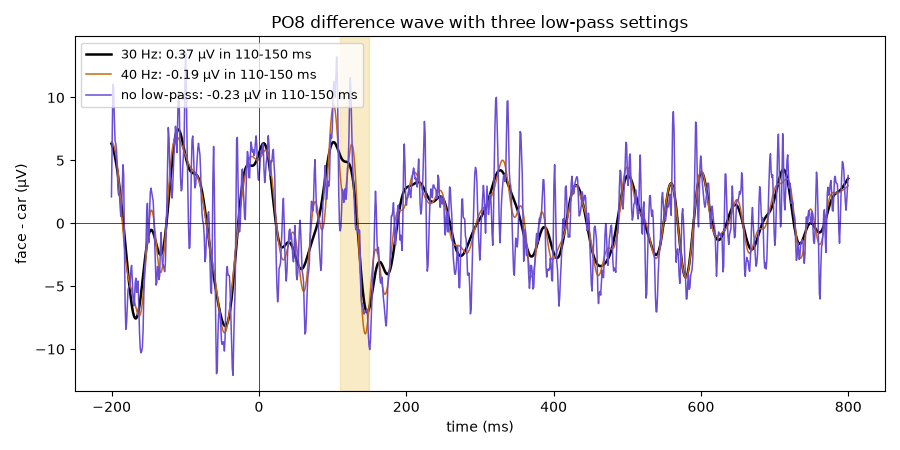 PO8 difference wave with three low-pass settings
30 Hz: 0.37 µV in 110-150 ms
40 Hz: -0.19 µV in 110-150 ms
no low-pass: -0.23 µV in 110-150 ms
face - car (µV)
10
5
0
−5
−10
−200
0
200
400
600
800
time (ms)